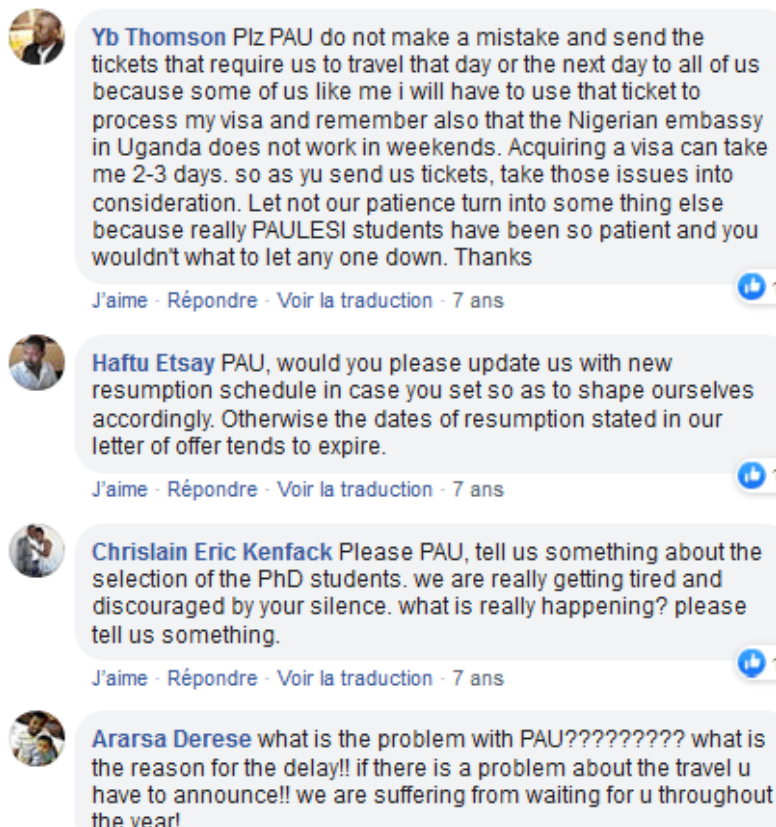 Yb Thomson Plz PAU do not make a mistake and send the
tickets that require us to travel that day or the next day to all of us
because some of us like me i will have to use that ticket to
process my visa and remember also that the Nigerian embassy
in Uganda does not work in weekends. Acquiring a visa can take
me 2-3 days. so as yu send us tickets, take those issues into
consideration. Let not our patience turn into some thing else
because really PAULESI students have been so patient and you
wouldn't what to let any one down. Thanks
J'aime · Répondre · Voir la traduction · 7 ans
Haftu Etsay PAU, would you please update us with new
resumption schedule in case you set so as to shape ourselves
accordingly. Otherwise the dates of resumption stated in our
letter of offer tends to expire.
J'aime · Répondre · Voir la traduction · 7 ans
Chrislain Eric Kenfack Please PAU, tell us something about the
selection of the PhD students. we are really getting tired and
discouraged by your silence. what is really happening? please
tell us something.
J'aime · Répondre · Voir la traduction · 7 ans
Ararsa Derese what is the problem with PAU????????? what is
the reason for the delay!! if there is a problem about the travel u
have to announce!! we are suffering from waiting for u throughout
the year!